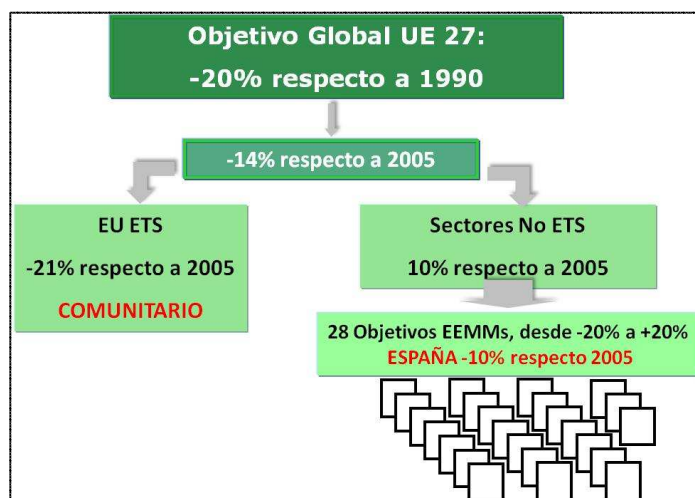 Objetivo Global UE 27:
-20% respecto a 1990
-14% respecto a 2005
EU ETS
-21% respecto a 2005
COMUNITARIO
Sectores No ETS
10% respecto a 2005
28 Objetivos EEMMs, desde -20% a +20%
ESPAÑA -10% respecto 2005